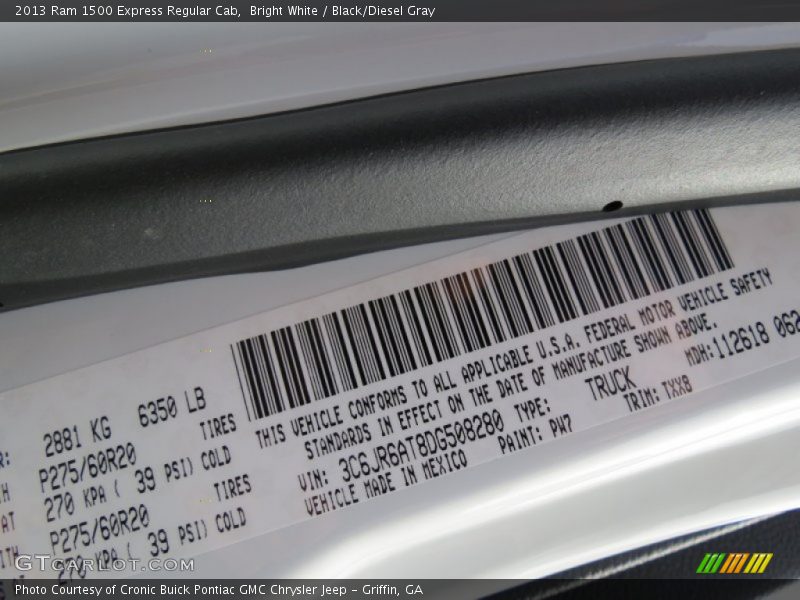 2013 Ram 1500 Express Regular Cab,  Bright White / Black/Diesel Gray
2881 KG 6350 LB
P275/60R20 TIRES
270 KPA ( 39 PSI) COLD
P275/60R20 TIRES
270 KPA ( 39 PSI) COLD
THIS VEHICLE CONFORMS TO ALL APPLICABLE U.S.A. FEDERAL MOTOR VEHICLE SAFETY
STANDARDS IN EFFECT ON THE DATE OF MANUFACTURE SHOWN ABOVE.
VIN: 3C6JR6AT8DG508280 TYPE: TRUCK MDH:112618 062
VEHICLE MADE IN MEXICO PAINT: PW7 TRIM: TXX8
GTCARLOT.COM
Photo Courtesy of Cronic Buick Pontiac GMC Chrysler Jeep – Griffin, GA